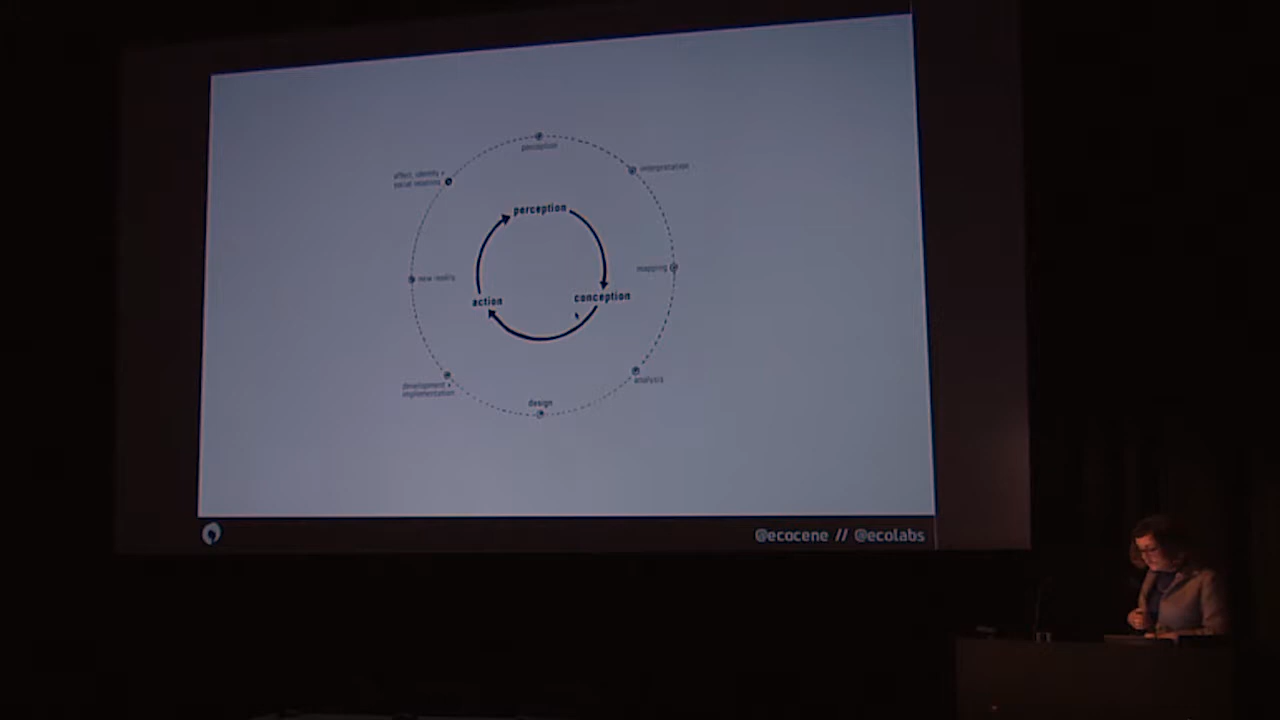 perception
affect, identity +
social relations
interpretation
perception
mapping
new reality
action
conception
analysis
development +
implementation
design
@ecocene // @ecolabs